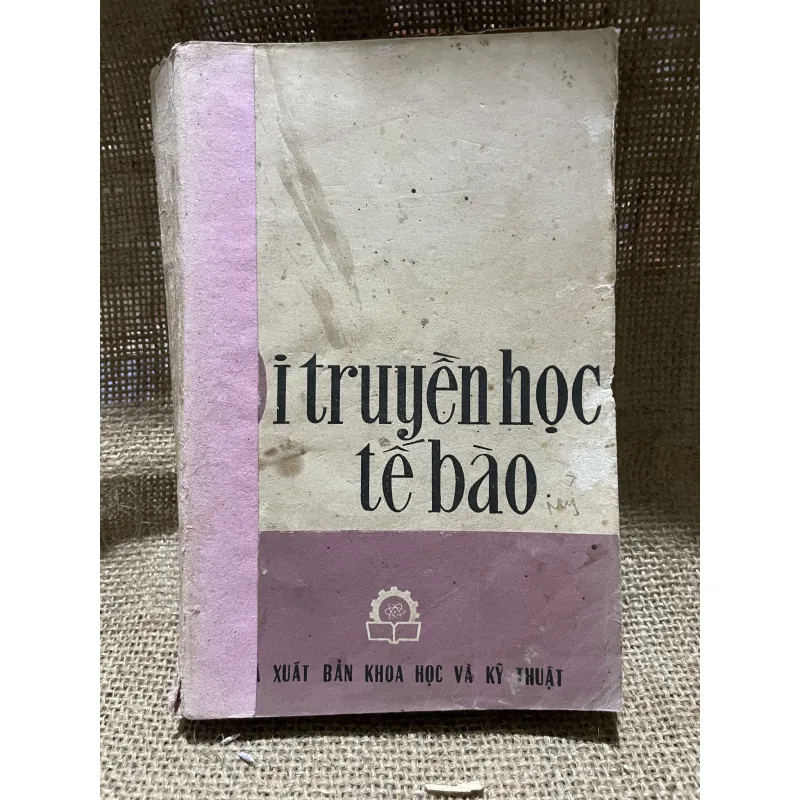 i truyền học
tế bào
XUẤT BẢN KHOA HỌC VÀ KỸ THUẬT